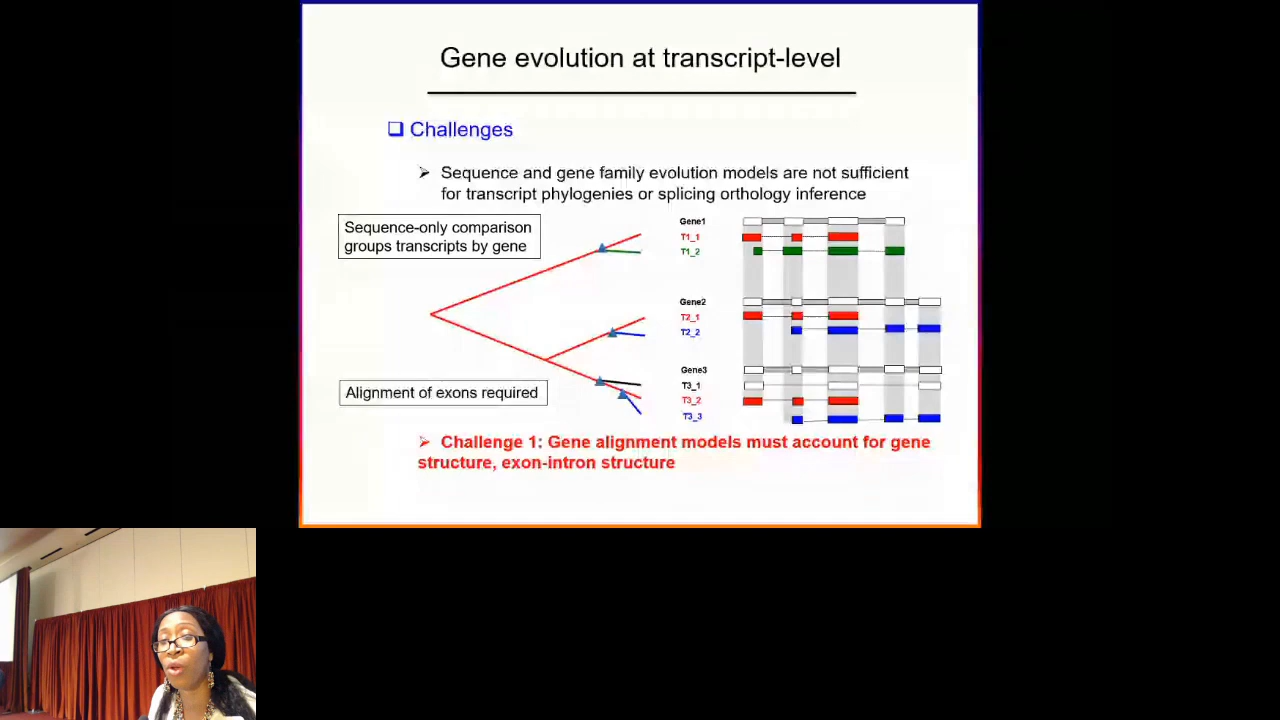 Gene evolution at transcript-level
❑ Challenges
➢ Sequence and gene family evolution models are not sufficient
for transcript phylogenies or splicing orthology inference
Sequence-only comparison
groups transcripts by gene
Gene1
T1_1
T1_2
Gene2
T2_1
T2_2
Alignment of exons required
Gene3
T3_1
T3_2
T3_3
➢ Challenge 1: Gene alignment models must account for gene
structure, exon-intron structure